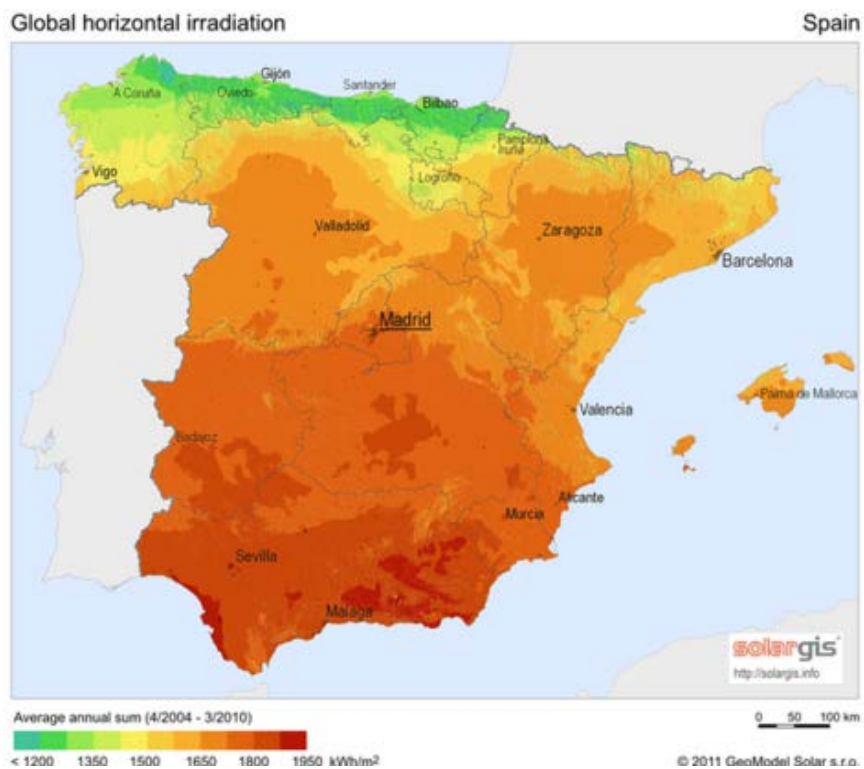 Global horizontal irradiation
Spain
Gijón
A Coruña
Oviedo
Santander
Bilbao
Pamplona
Iruña
Vigo
Logroño
Valladolid
Zaragoza
Barcelona
Madrid
Palma de Mallorca
Valencia
Badajoz
Alicante
Murcia
Sevilla
Malaga
solargis
http://solargis.info
Average annual sum (4/2004 - 3/2010)
0 50 100 km
< 1200 1350 1500 1650 1800 1950 kWh/m²
© 2011 GeoModel Solar s.r.o.